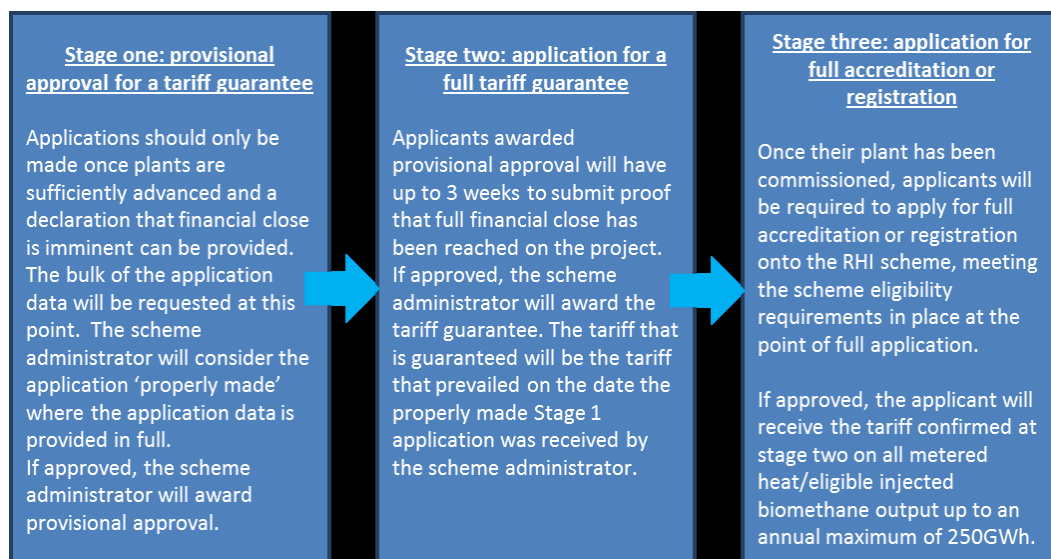 Stage one: provisional
approval for a tariff guarantee
Applications should only be
made once plants are
sufficiently advanced and a
declaration that financial close
is imminent can be provided.
The bulk of the application
data will be requested at this
point.  The scheme
administrator will consider the
application ‘properly made’
where the application data is
provided in full.
If approved, the scheme
administrator will award
provisional approval.
Stage two: application for a
full tariff guarantee
Applicants awarded
provisional approval will have
up to 3 weeks to submit proof
that full financial close has
been reached on the project.
If approved, the scheme
administrator will award the
tariff guarantee. The tariff that
is guaranteed will be the tariff
that prevailed on the date the
properly made Stage 1
application was received by
the scheme administrator.
Stage three: application for
full accreditation or
registration
Once their plant has been
commissioned, applicants will
be required to apply for full
accreditation or registration
onto the RHI scheme, meeting
the scheme eligibility
requirements in place at the
point of full application.
If approved, the applicant will
receive the tariff confirmed at
stage two on all metered
heat/eligible injected
biomethane output up to an
annual maximum of 250GWh.